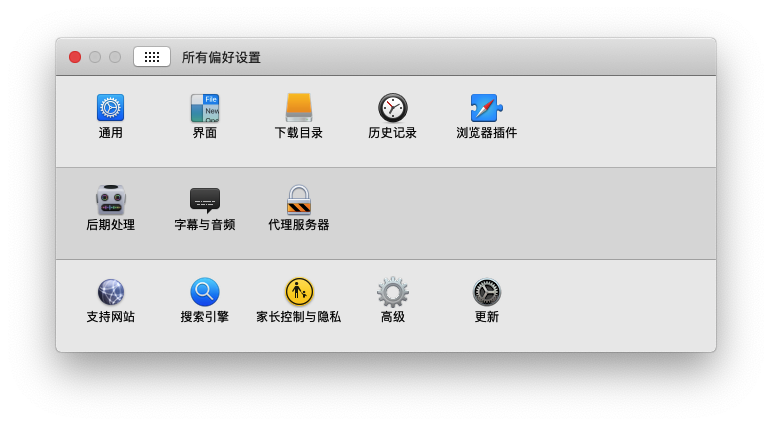 所有偏好设置
通用 界面 下载目录 历史记录 浏览器插件
File
New
Ope
后期处理 字幕与音频 代理服务器
支持网站 搜索引擎 家长控制与隐私 高级 更新